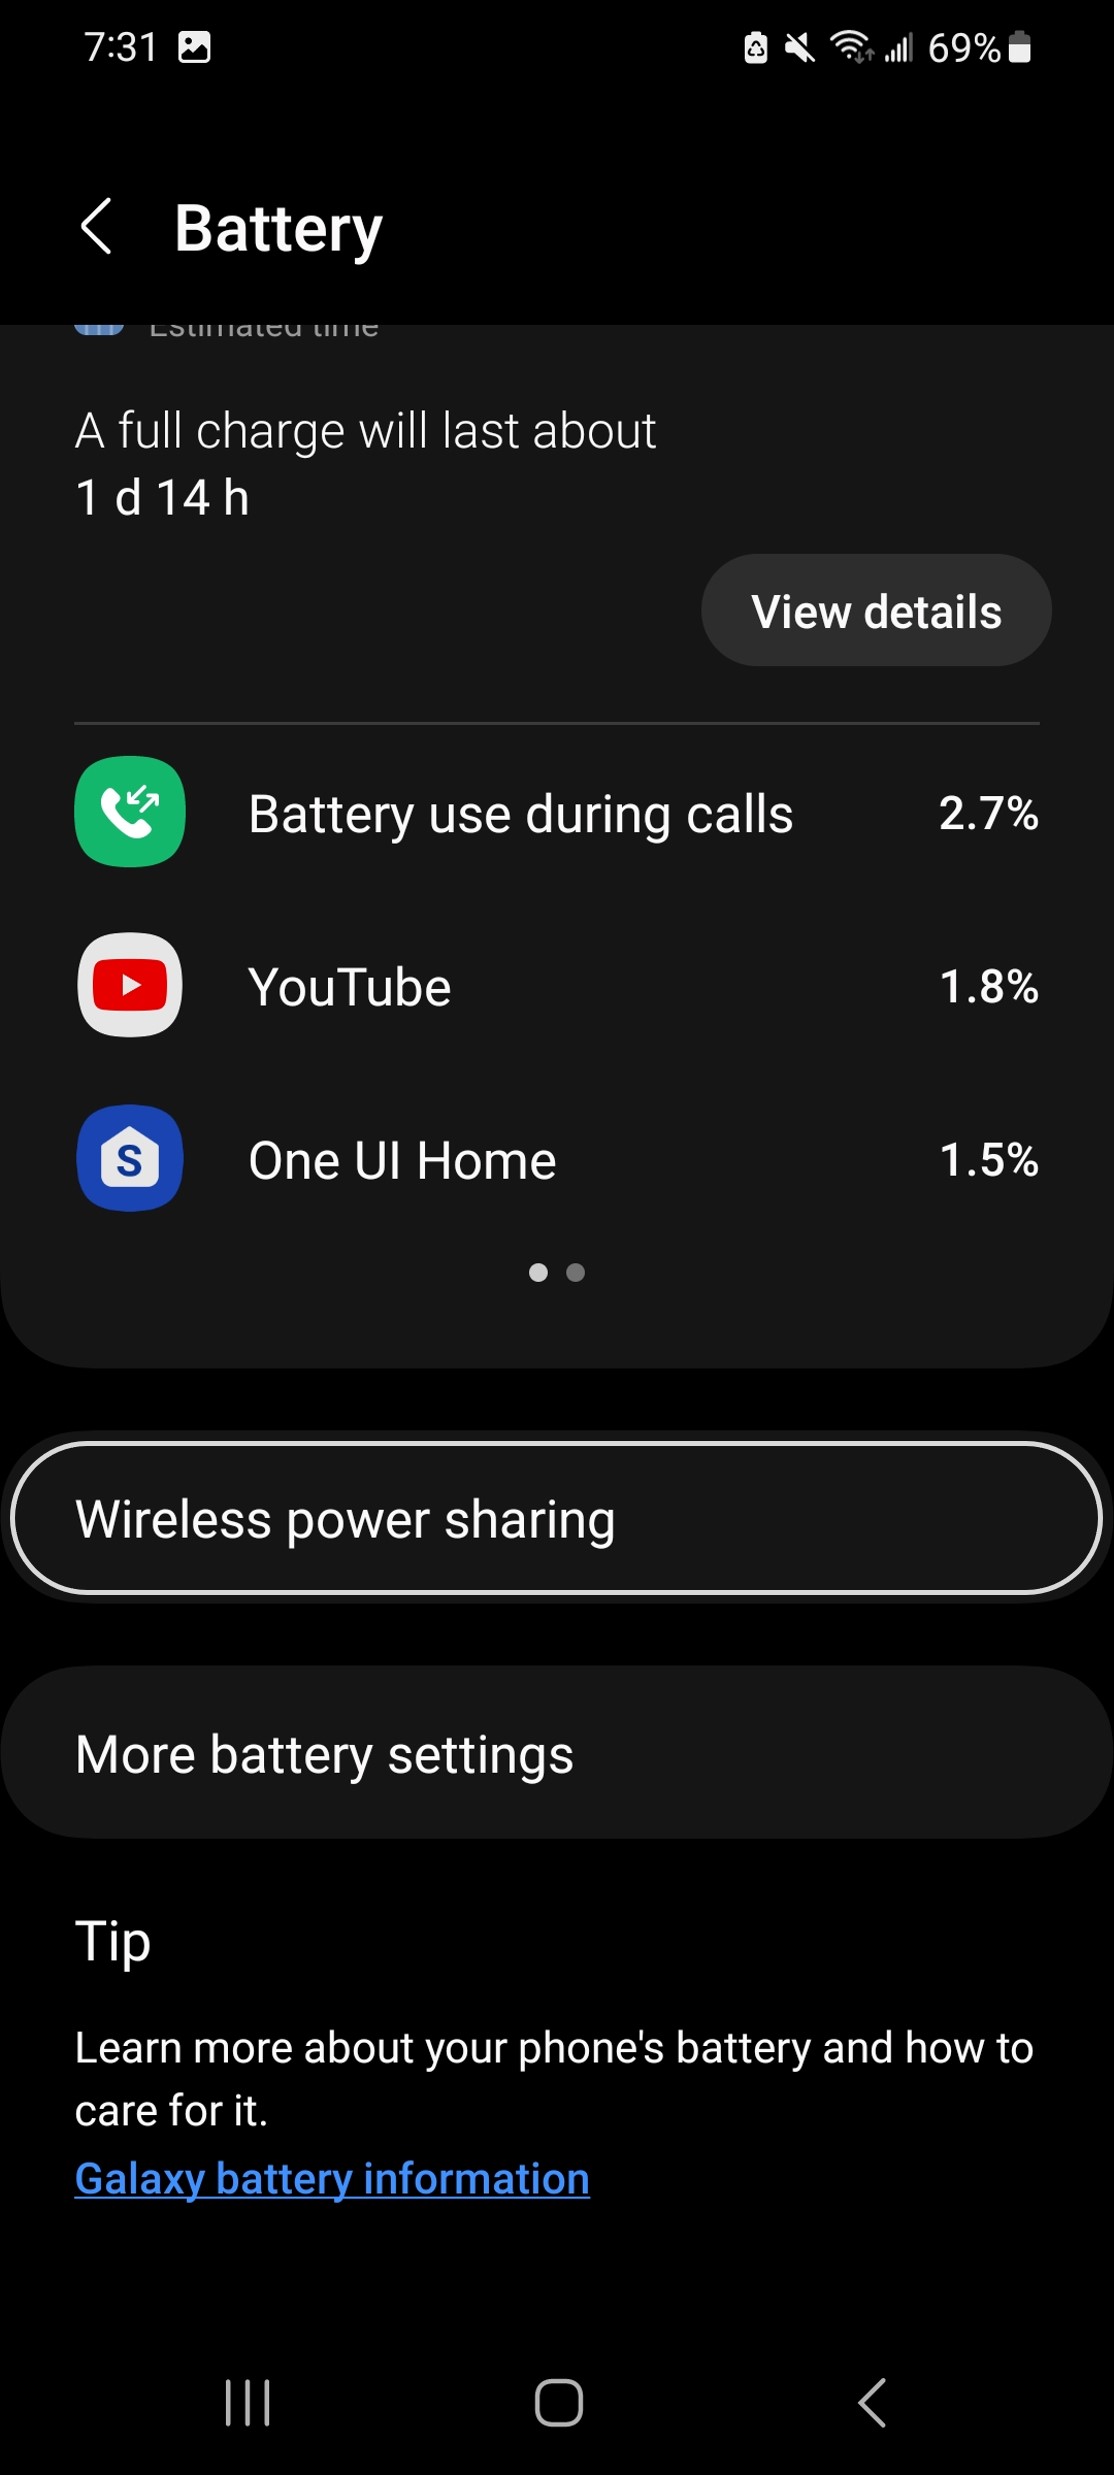 7:31
69%
Battery
Estimated time
A full charge will last about
1 d 14 h
View details
Battery use during calls
2.7%
YouTube
1.8%
S
One UI Home
1.5%
Wireless power sharing
More battery settings
Tip
Learn more about your phone's battery and how to
care for it.
Galaxy battery information